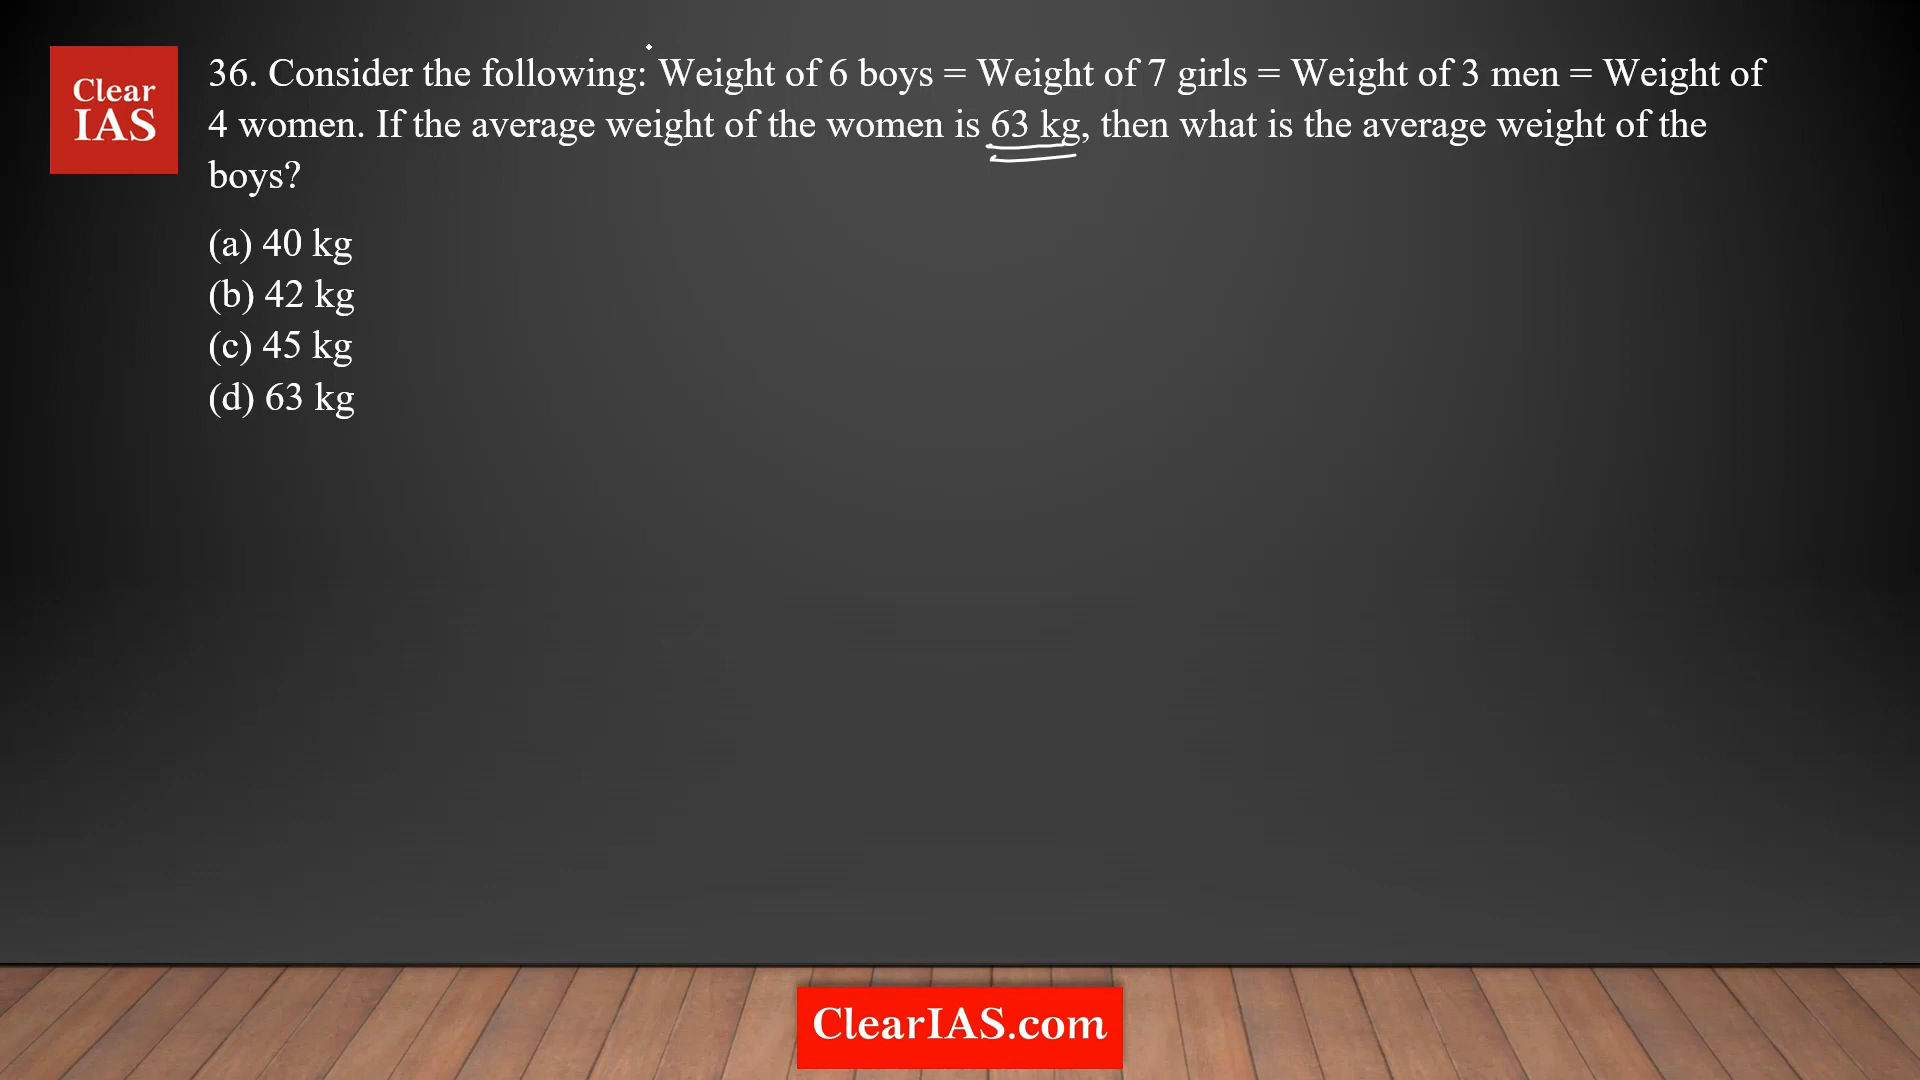 Clear
IAS
36. Consider the following: Weight of 6 boys = Weight of 7 girls = Weight of 3 men = Weight of
4 women. If the average weight of the women is 63 kg, then what is the average weight of the
boys?
(a) 40 kg
(b) 42 kg
(c) 45 kg
(d) 63 kg
ClearIAS.com